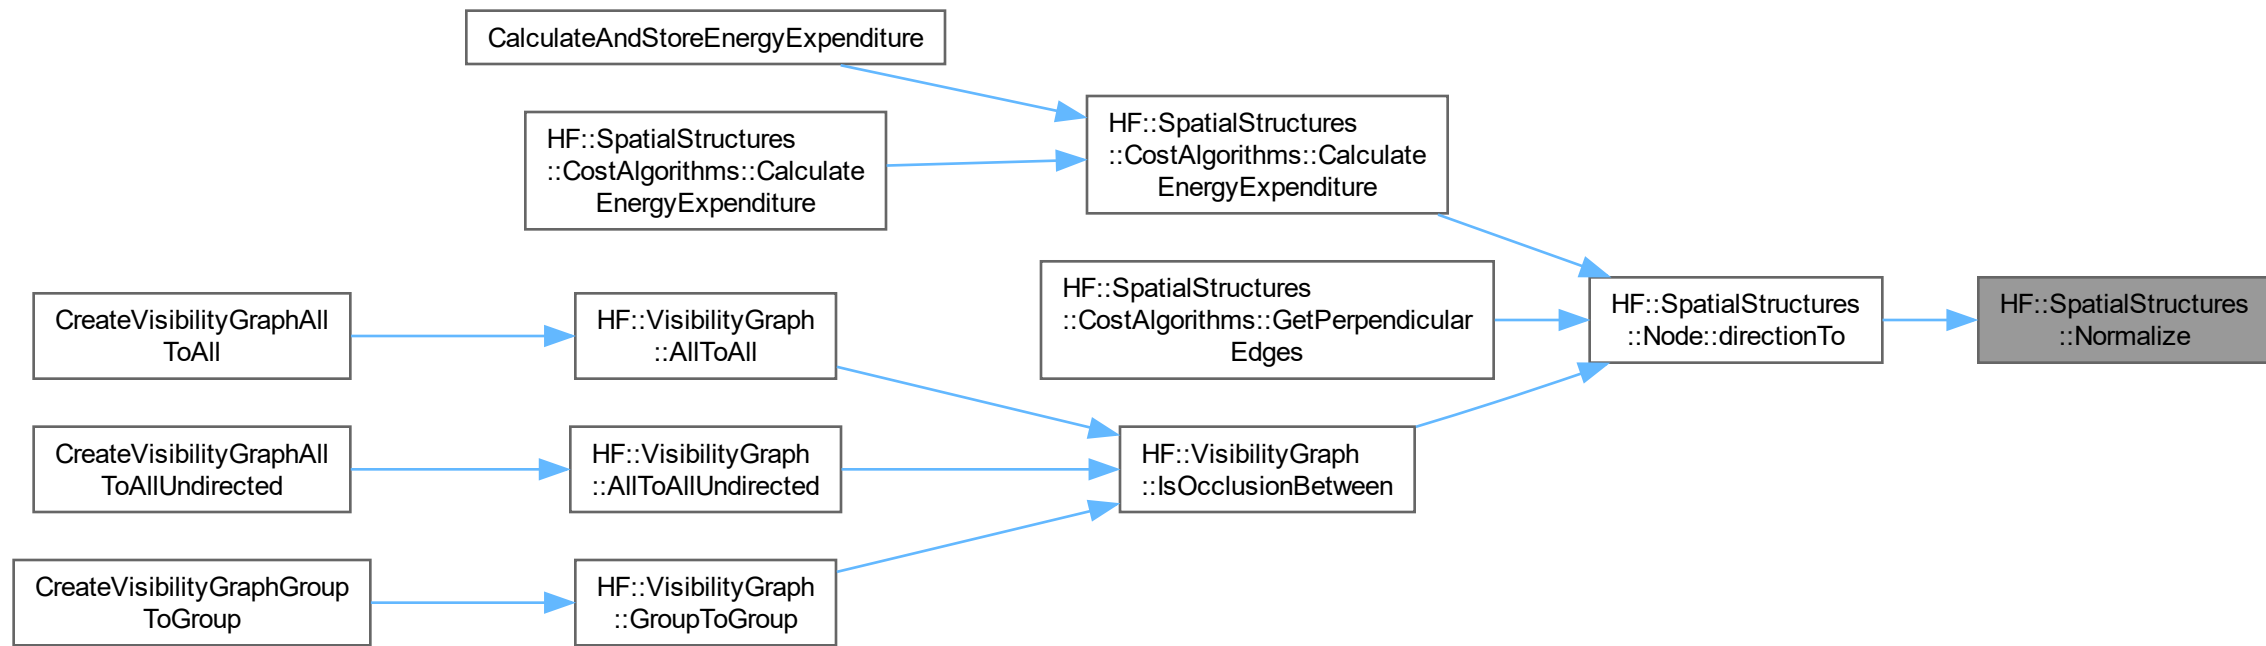 CalculateAndStoreEnergyExpenditure
HF::SpatialStructures
::CostAlgorithms::Calculate
EnergyExpenditure
HF::SpatialStructures
::CostAlgorithms::Calculate
EnergyExpenditure
HF::SpatialStructures
::CostAlgorithms::GetPerpendicular
Edges
CreateVisibilityGraphAll
ToAll
HF::VisibilityGraph
::AllToAll
HF::SpatialStructures
::Node::directionTo
HF::SpatialStructures
::Normalize
CreateVisibilityGraphAll
ToAllUndirected
HF::VisibilityGraph
::AllToAllUndirected
HF::VisibilityGraph
::IsOcclusionBetween
CreateVisibilityGraphGroup
ToGroup
HF::VisibilityGraph
::GroupToGroup